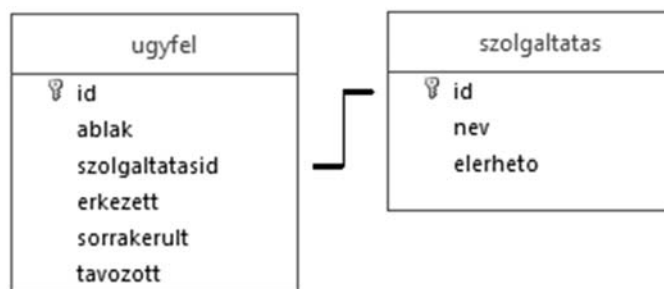 ugyfel
id
ablak
szolgaltatasid
erkezett
sorrakerult
tavozott
szolgaltatas
id
nev
elerheto